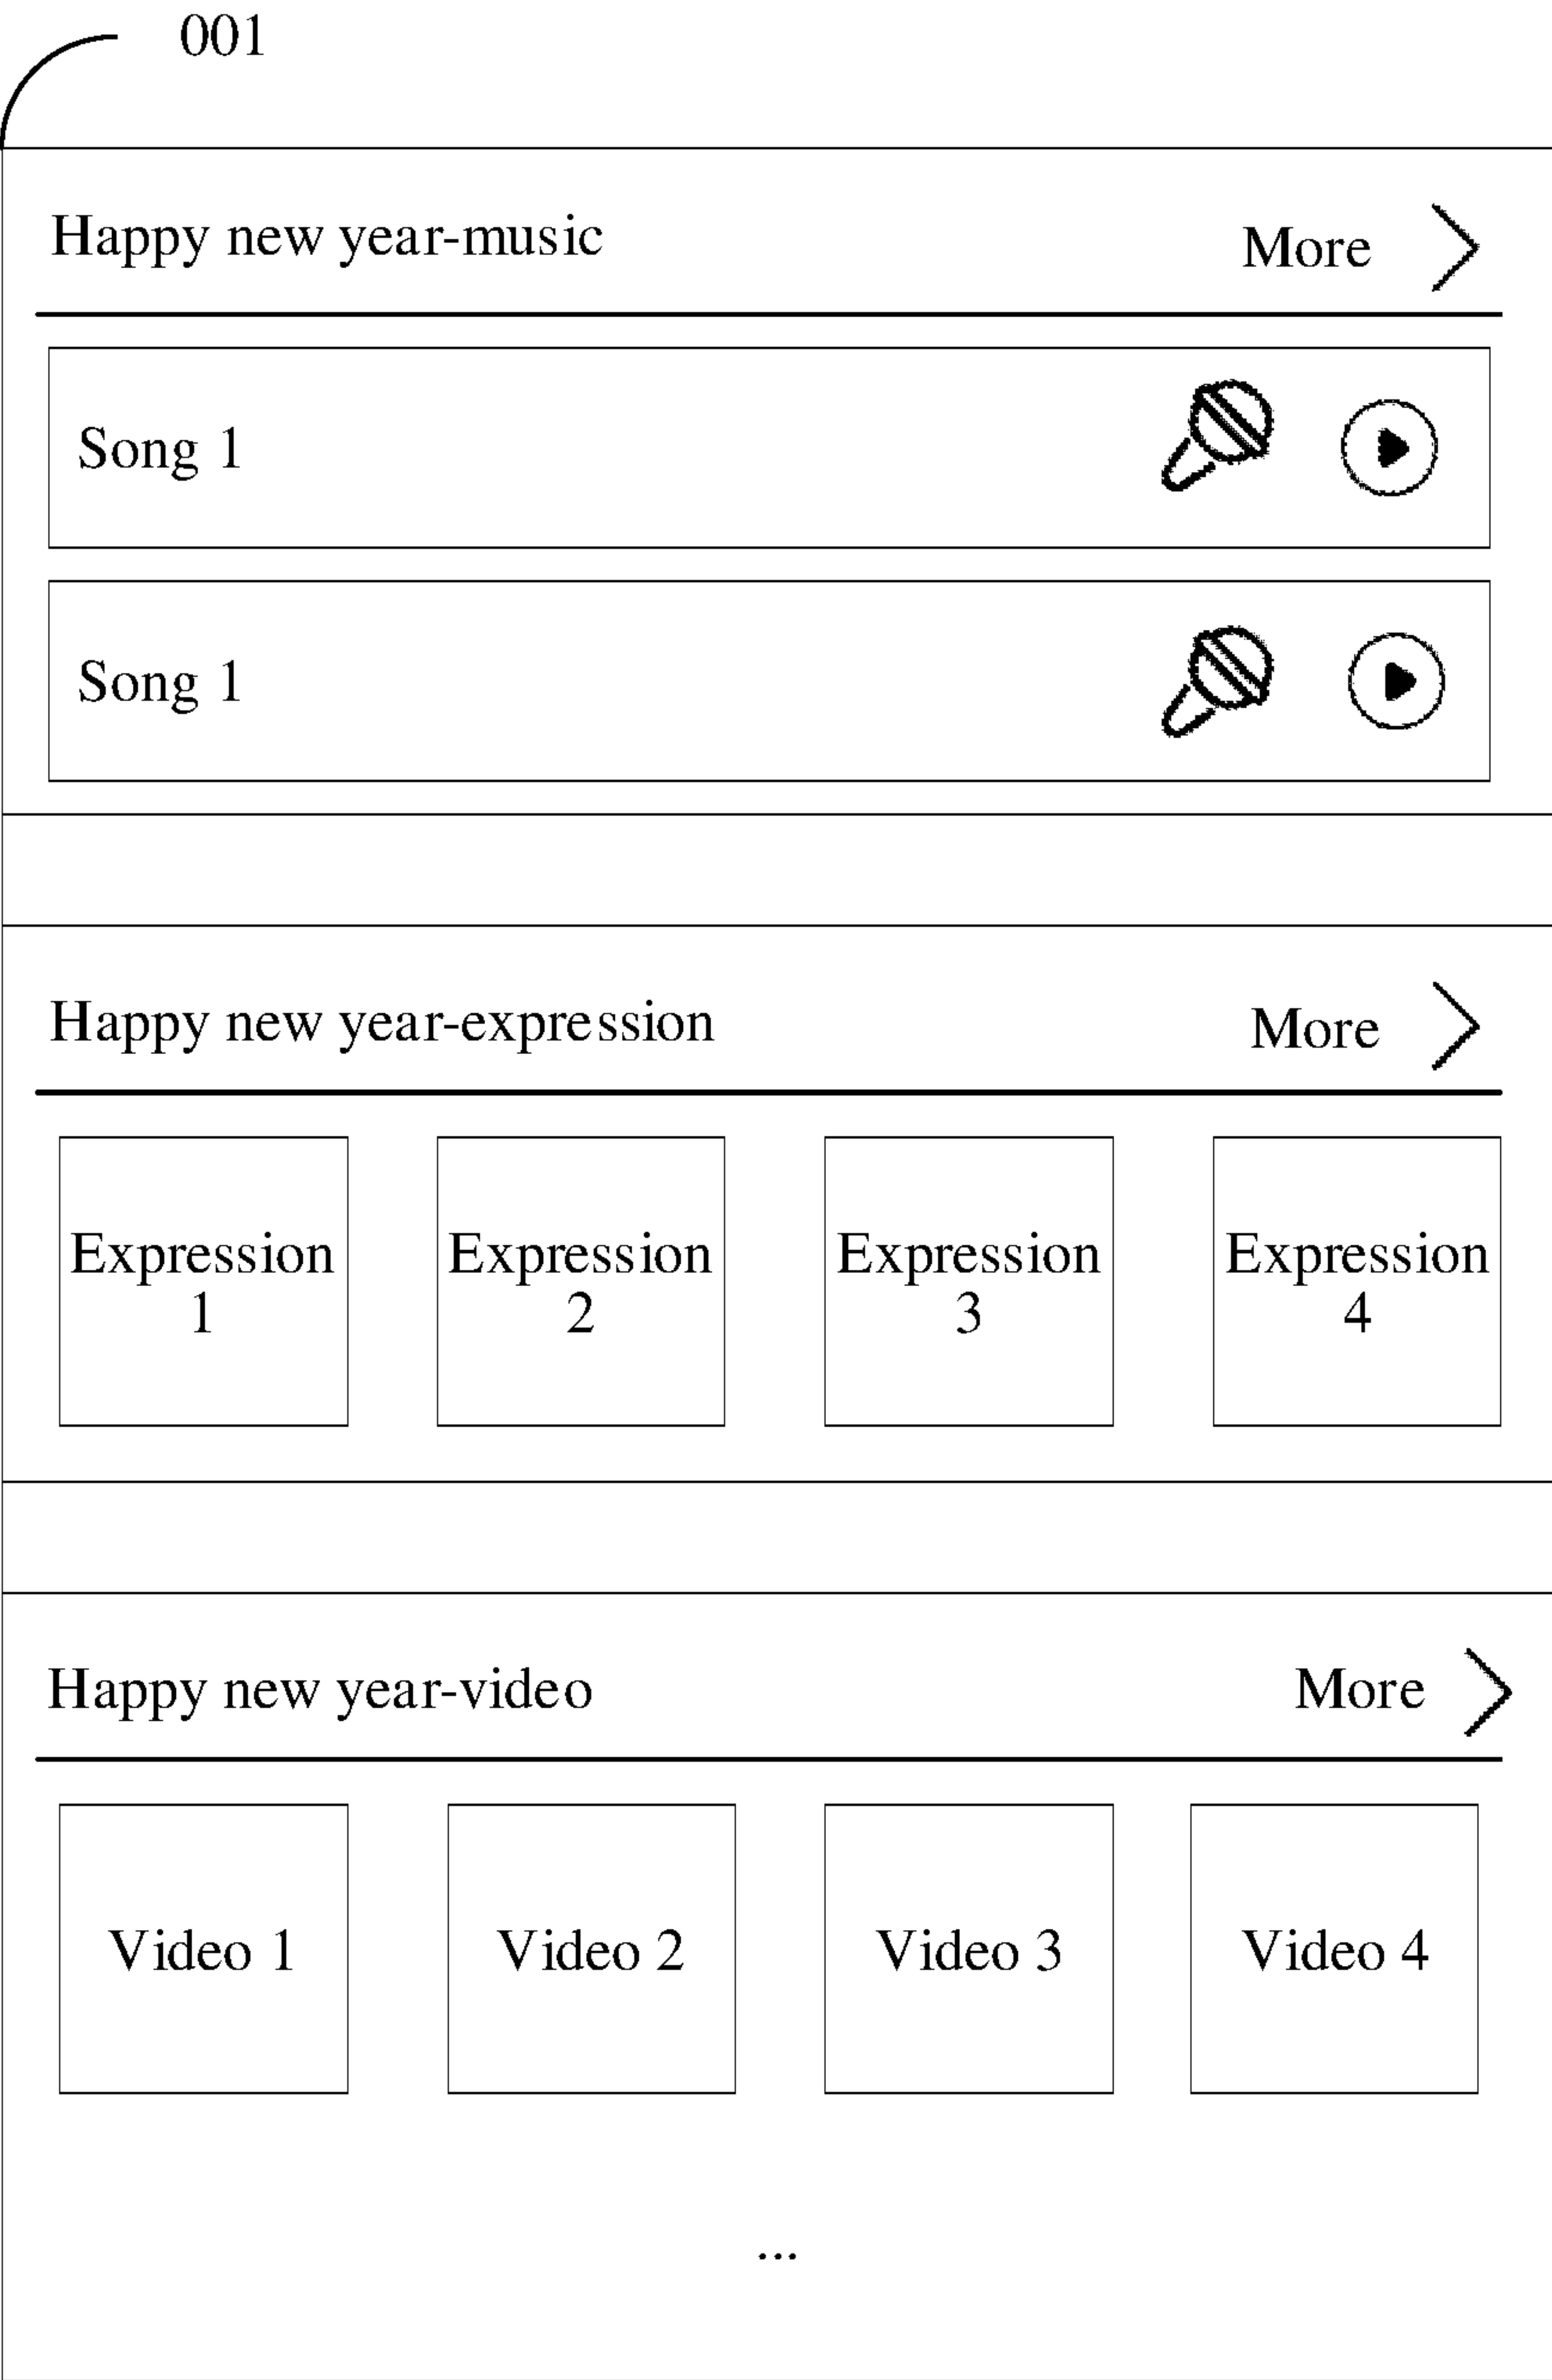 001
Happy new year-music More
Song 1
Song 1
Happy new year-expression More
Expression
1
Expression
2
Expression
3
Expression
4
Happy new year-video More
Video 1 Video 2 Video 3 Video 4
...